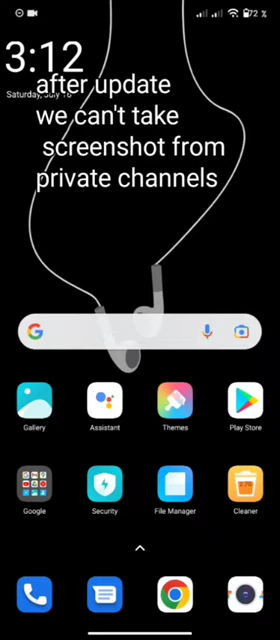 72 %
3:12
Saturday, July 16
after update
we can't take
screenshot from
private channels
Gallery
Assistant
Themes
Play Store
Google
Security
File Manager
Cleaner